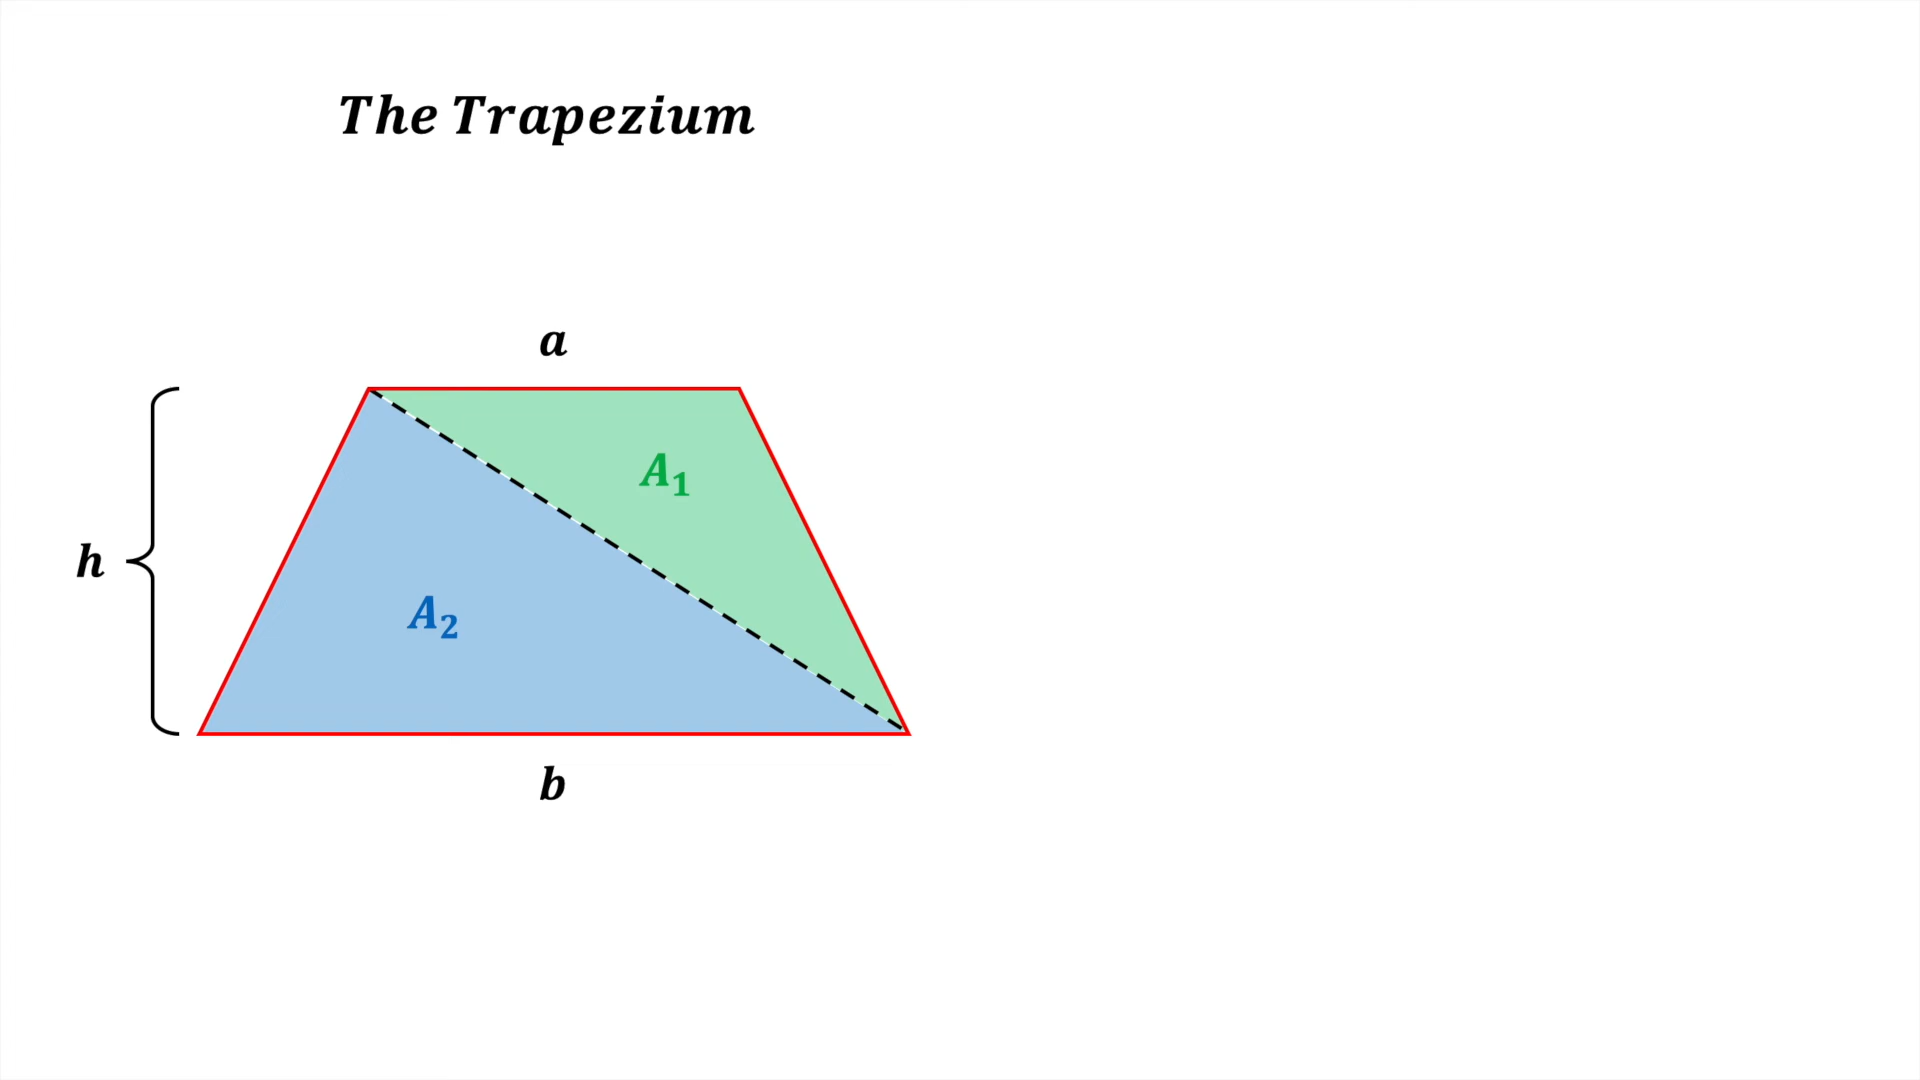 The Trapezium
a
A₁
h
A₂
b